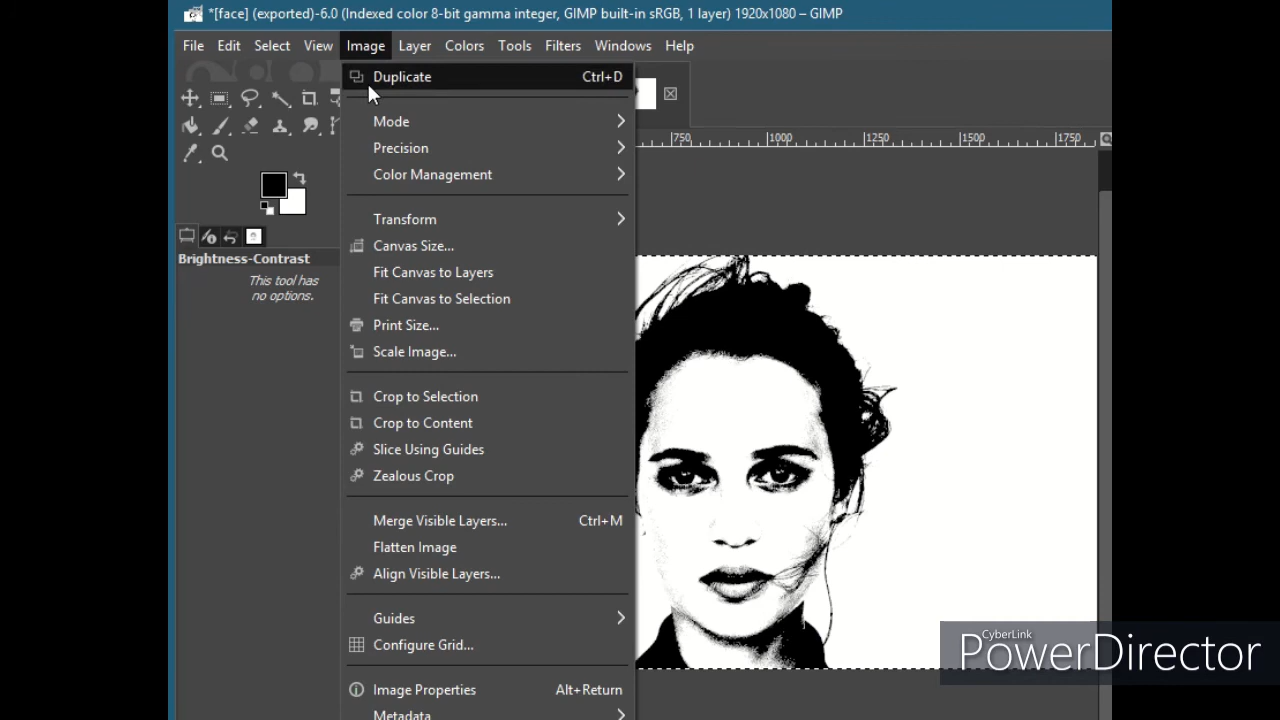 *[face] (exported)-6.0 (Indexed color 8-bit gamma integer, GIMP built-in sRGB, 1 layer) 1920x1080 – GIMP
File Edit Select View Image Layer Colors Tools Filters Windows Help
Duplicate Ctrl+D
Mode
Precision
Color Management
Transform
Canvas Size...
Fit Canvas to Layers
Fit Canvas to Selection
Print Size...
Scale Image...
Crop to Selection
Crop to Content
Slice Using Guides
Zealous Crop
Merge Visible Layers... Ctrl+M
Flatten Image
Align Visible Layers...
Guides
Configure Grid...
Image Properties Alt+Return
Metadata
Brightness-Contrast
This tool has
no options.
750 1000 1250 1500 1750
CyberLink
PowerDirector